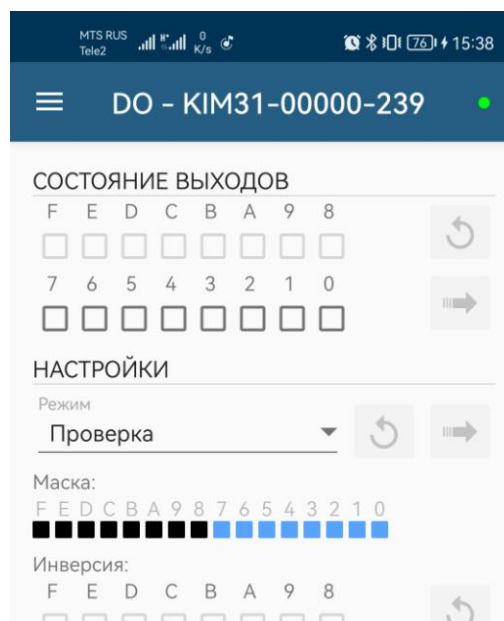 MTS RUS
Tele2
0
K/s
76
15:38
DO - KIM31-00000-239
СОСТОЯНИЕ ВЫХОДОВ
F E D C B A 9 8
7 6 5 4 3 2 1 0
НАСТРОЙКИ
Режим
Проверка
Маска:
F E D C B A 9 8 7 6 5 4 3 2 1 0
Инверсия:
F E D C B A 9 8